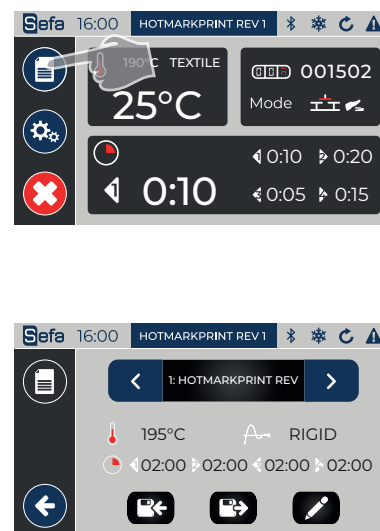 Sefa 16:00 HOTMARKPRINT REV 1
190°C TEXTILE
25°C
001502
Mode
0:10 0:20
1 0:10
0:05 0:15
Sefa 16:00 HOTMARKPRINT REV 1
1: HOTMARKPRINT REV
195°C RIGID
02:00 02:00 02:00 02:00